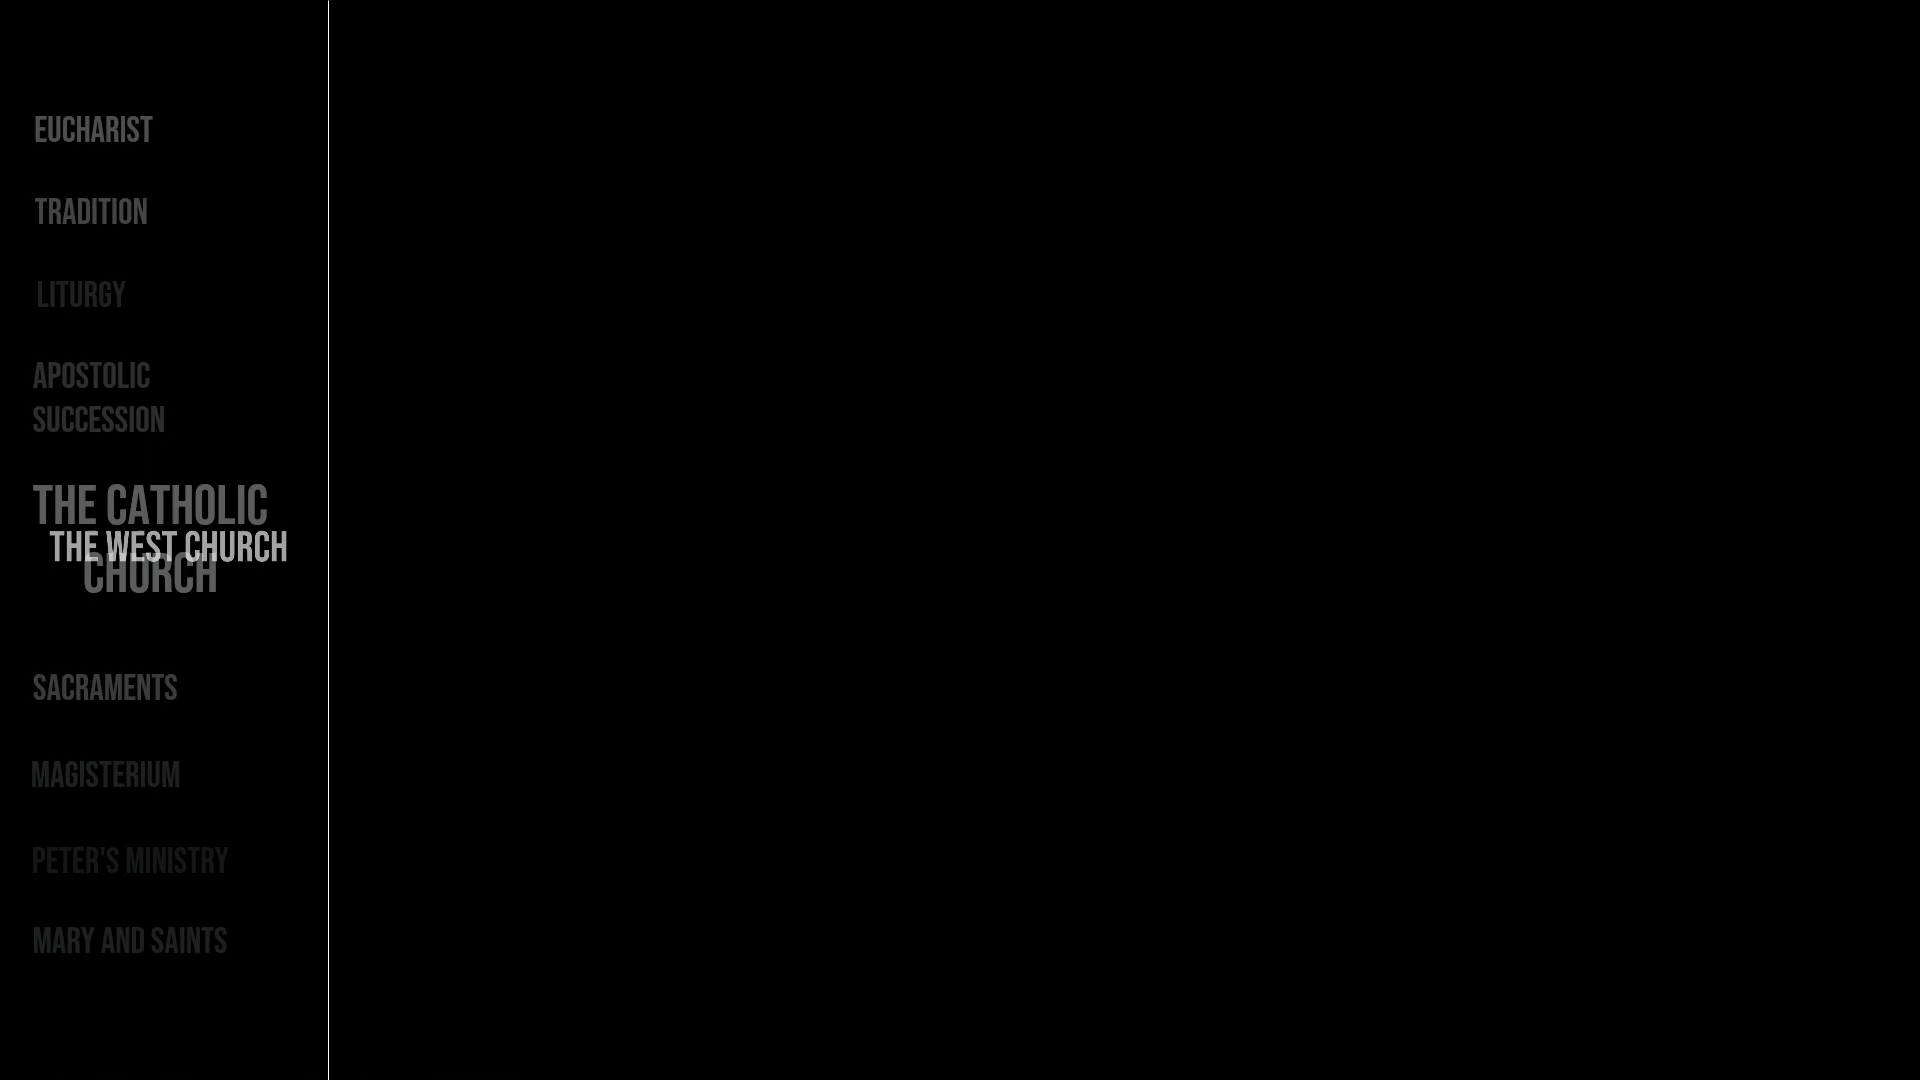 EUCHARIST
TRADITION
LITURGY
APOSTOLIC
SUCCESSION
THE CATHOLIC
THE WEST CHURCH
CHURCH
SACRAMENTS
MAGISTERIUM
PETER'S MINISTRY
MARY AND SAINTS